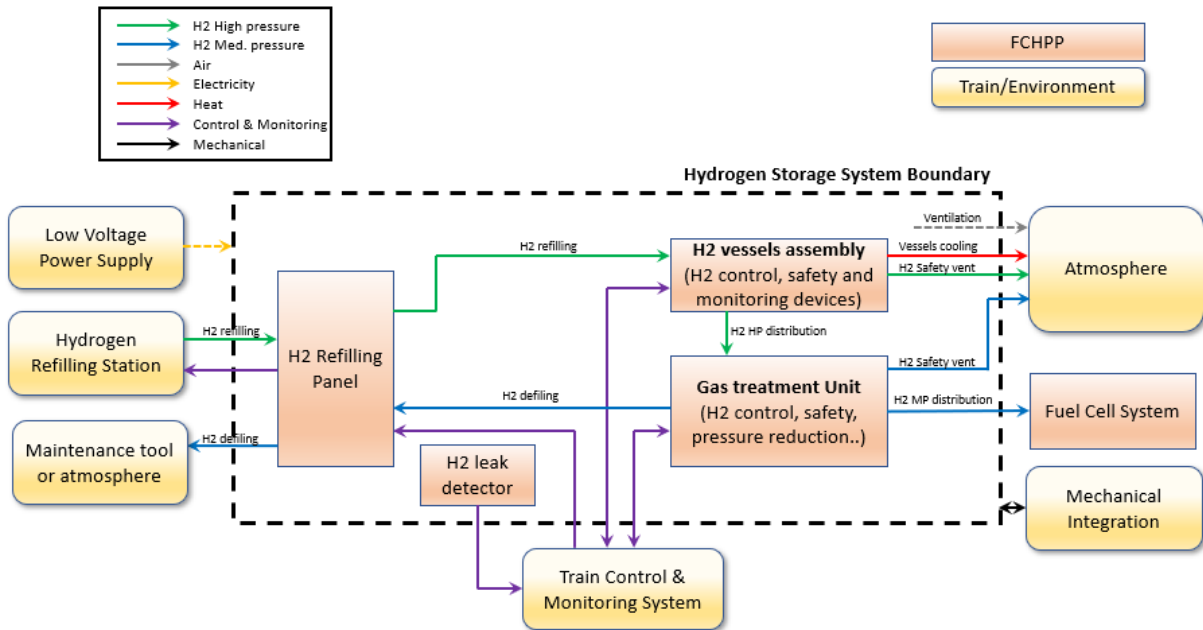 H2 High pressure
H2 Med. pressure
Air
Electricity
Heat
Control & Monitoring
Mechanical
FCHPP
Train/Environment
Hydrogen Storage System Boundary
Low Voltage
Power Supply
Hydrogen
Refilling Station
Maintenance tool
or atmosphere
H2 refilling
H2 defiling
H2 Refilling
Panel
H2 refilling
H2 defiling
H2 leak
detector
H2 vessels assembly
(H2 control, safety and
monitoring devices)
H2 HP distribution
Gas treatment Unit
(H2 control, safety,
pressure reduction..)
Ventilation
Vessels cooling
H2 Safety vent
H2 Safety vent
H2 MP distribution
Atmosphere
Fuel Cell System
Mechanical
Integration
Train Control &
Monitoring System